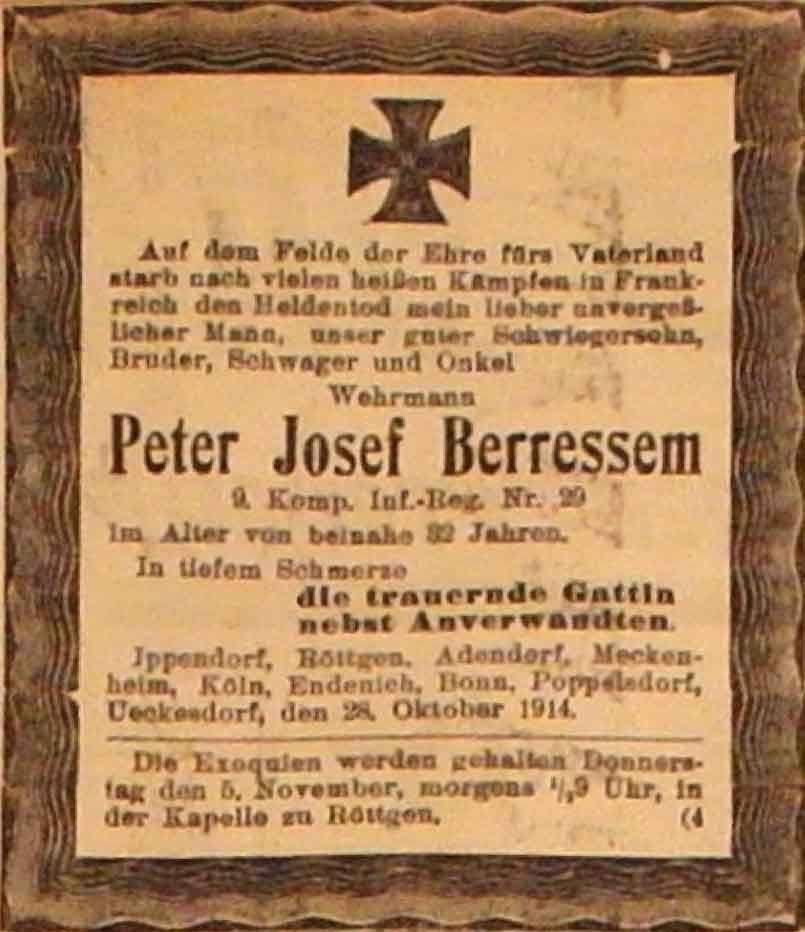 Auf dem Felde der Ehre fürs Vaterland
starb nach vielen heißen Kämpfen in Frank-
reich den Heldentod mein lieber unvergeß-
licher Mann, unser guter Schwiegersohn,
Bruder, Schwager und Onkel
Wehrmann
Peter Josef Berressem
9. Komp. Inf.-Reg. Nr. 29
im Alter von beinahe 32 Jahren.
In tiefem Schmerze
die trauernde Gattin
nebst Anverwandten.
Ippendorf, Röttgen, Adendorf, Mecken-
heim, Köln, Endenich, Bonn, Poppelsdorf,
Ueckesdorf, den 28. Oktober 1914.
Die Exequien werden gehalten Donners-
tag den 5. November, morgens ½9 Uhr, in
der Kapelle zu Röttgen. (4